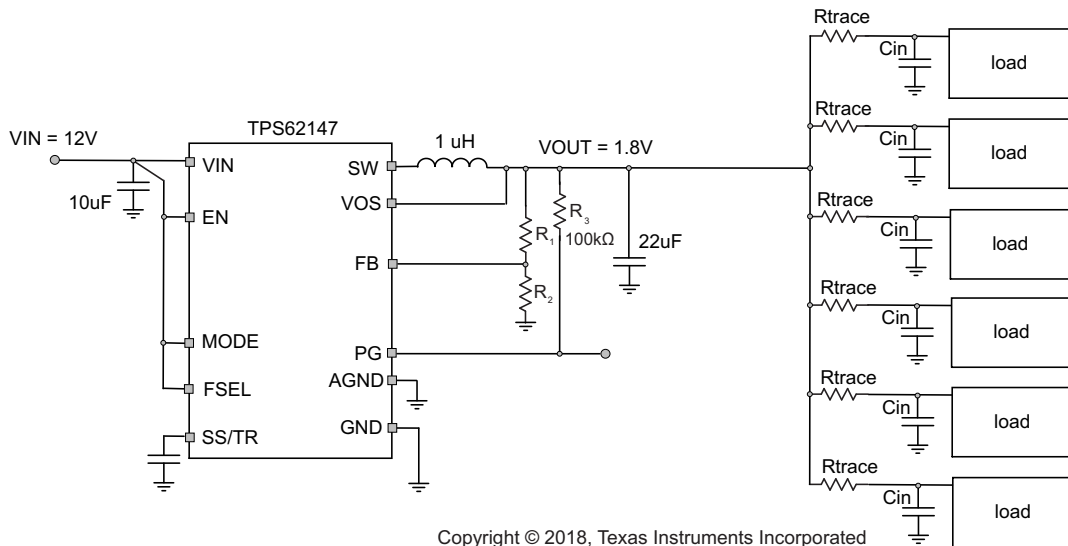 TPS62147
VIN = 12V
VIN
10uF
EN
MODE
FSEL
SS/TR
SW
VOS
FB
PG
AGND
GND
1 uH
VOUT = 1.8V
R1
R2
R3
100kΩ
22uF
Rtrace
Cin
load
Rtrace
Cin
load
Rtrace
Cin
load
Rtrace
Cin
load
Rtrace
Cin
load
Rtrace
Cin
load
Copyright © 2018, Texas Instruments Incorporated